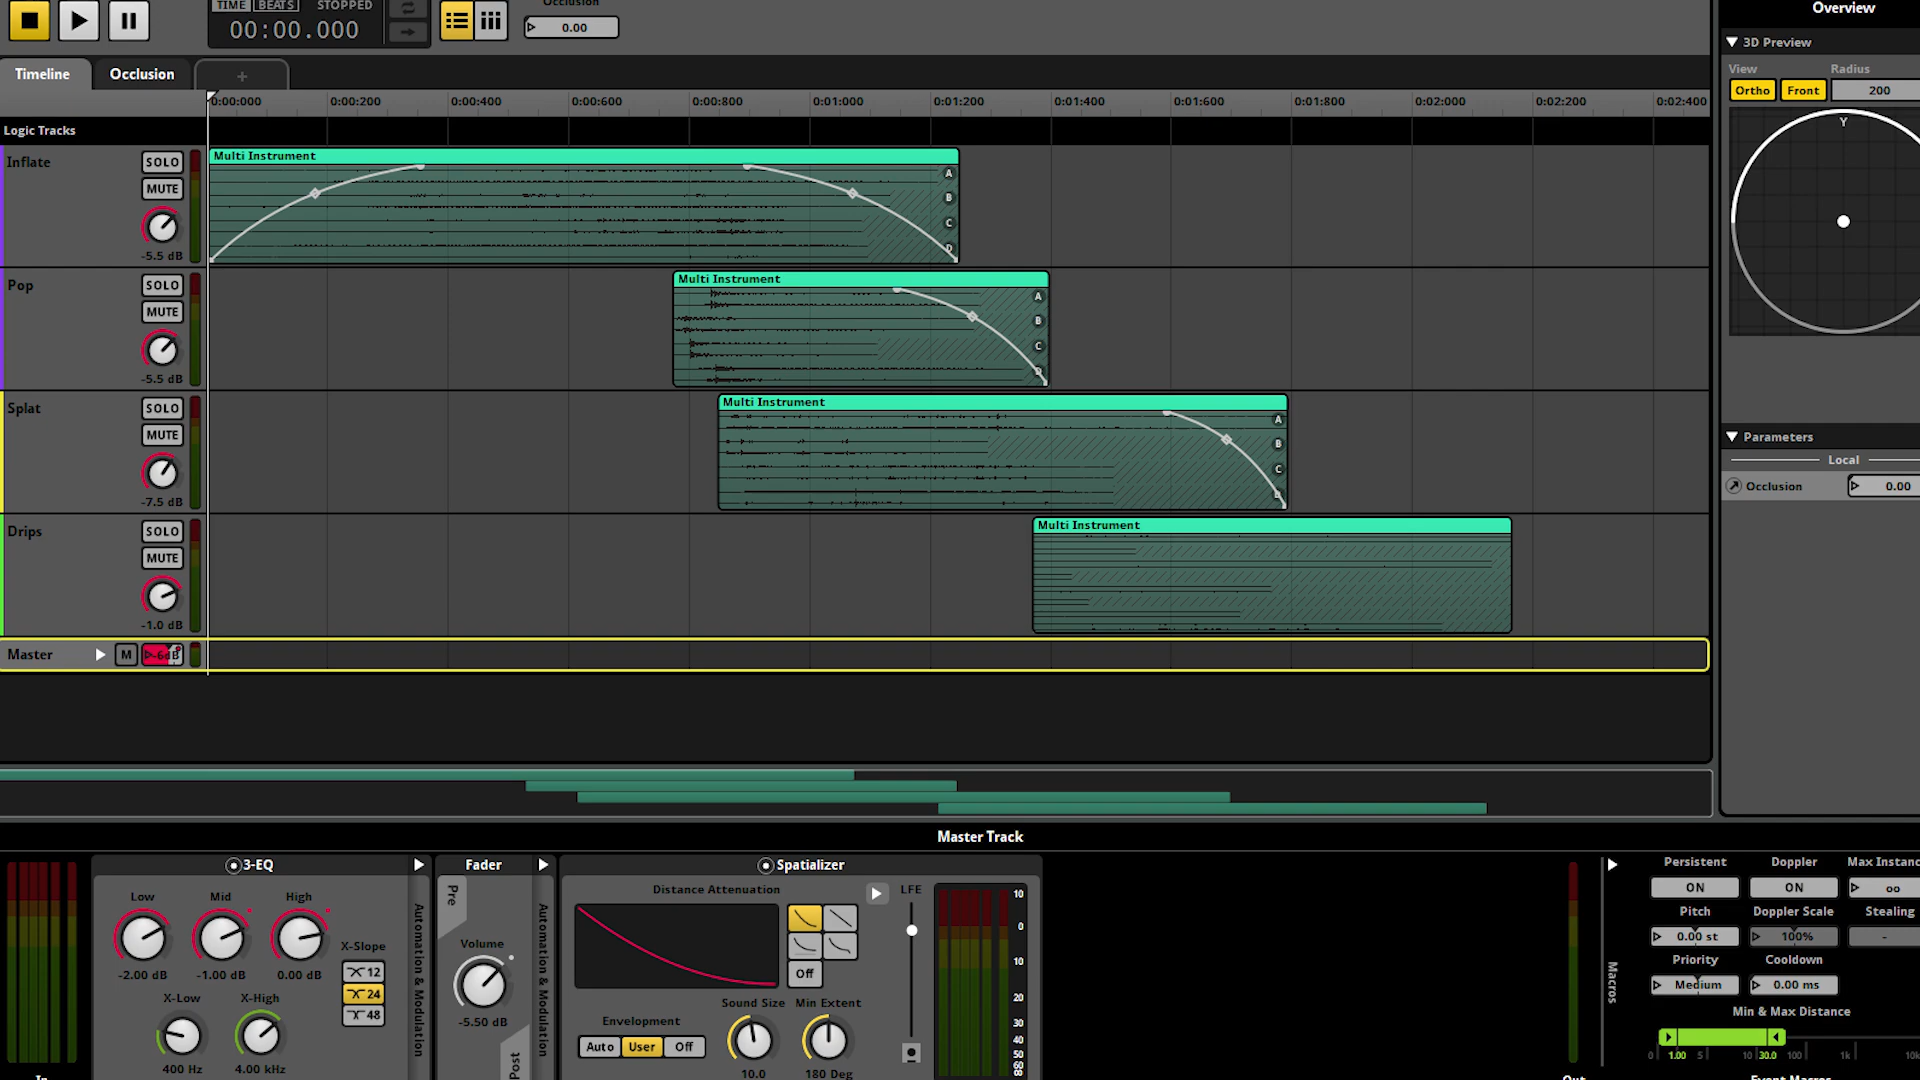 TIME BEATS STOPPED
00:00.000
Occlusion
0.00
Overview
3D Preview
View Radius
Ortho Front 200
Y
Timeline Occlusion +
0:00:000 0:00:200 0:00:400 0:00:600 0:00:800 0:01:000 0:01:200 0:01:400 0:01:600 0:01:800 0:02:000 0:02:200 0:02:400
Logic Tracks
Inflate SOLO
MUTE
-5.5 dB
Multi Instrument
A
B
C
D
Pop SOLO
MUTE
-5.5 dB
Multi Instrument
A
B
C
D
Splat SOLO
MUTE
-7.5 dB
Multi Instrument
A
B
C
Drips SOLO
MUTE
-1.0 dB
Multi Instrument
Master M -6dB
Parameters
Local
Occlusion 0.00
Master Track
3-EQ
Low Mid High
-2.00 dB -1.00 dB 0.00 dB
X-Slope
12
24
48
X-Low X-High
400 Hz 4.00 kHz
Automation & Modulation
Fader
Pre
Volume
-5.50 dB
Post
Automation & Modulation
Spatializer
Distance Attenuation
Off
Envelopment
Auto User Off
Sound Size Min Extent
10.0 180 Deg
LFE
10
0
10
20
30
40
50
60
Macros
Persistent Doppler Max Instanc
ON ON oo
Pitch Doppler Scale Stealing
0.00 st 100% -
Priority Cooldown
Medium 0.00 ms
Min & Max Distance
0 1.00 5 10 30.0 100 1k 10k